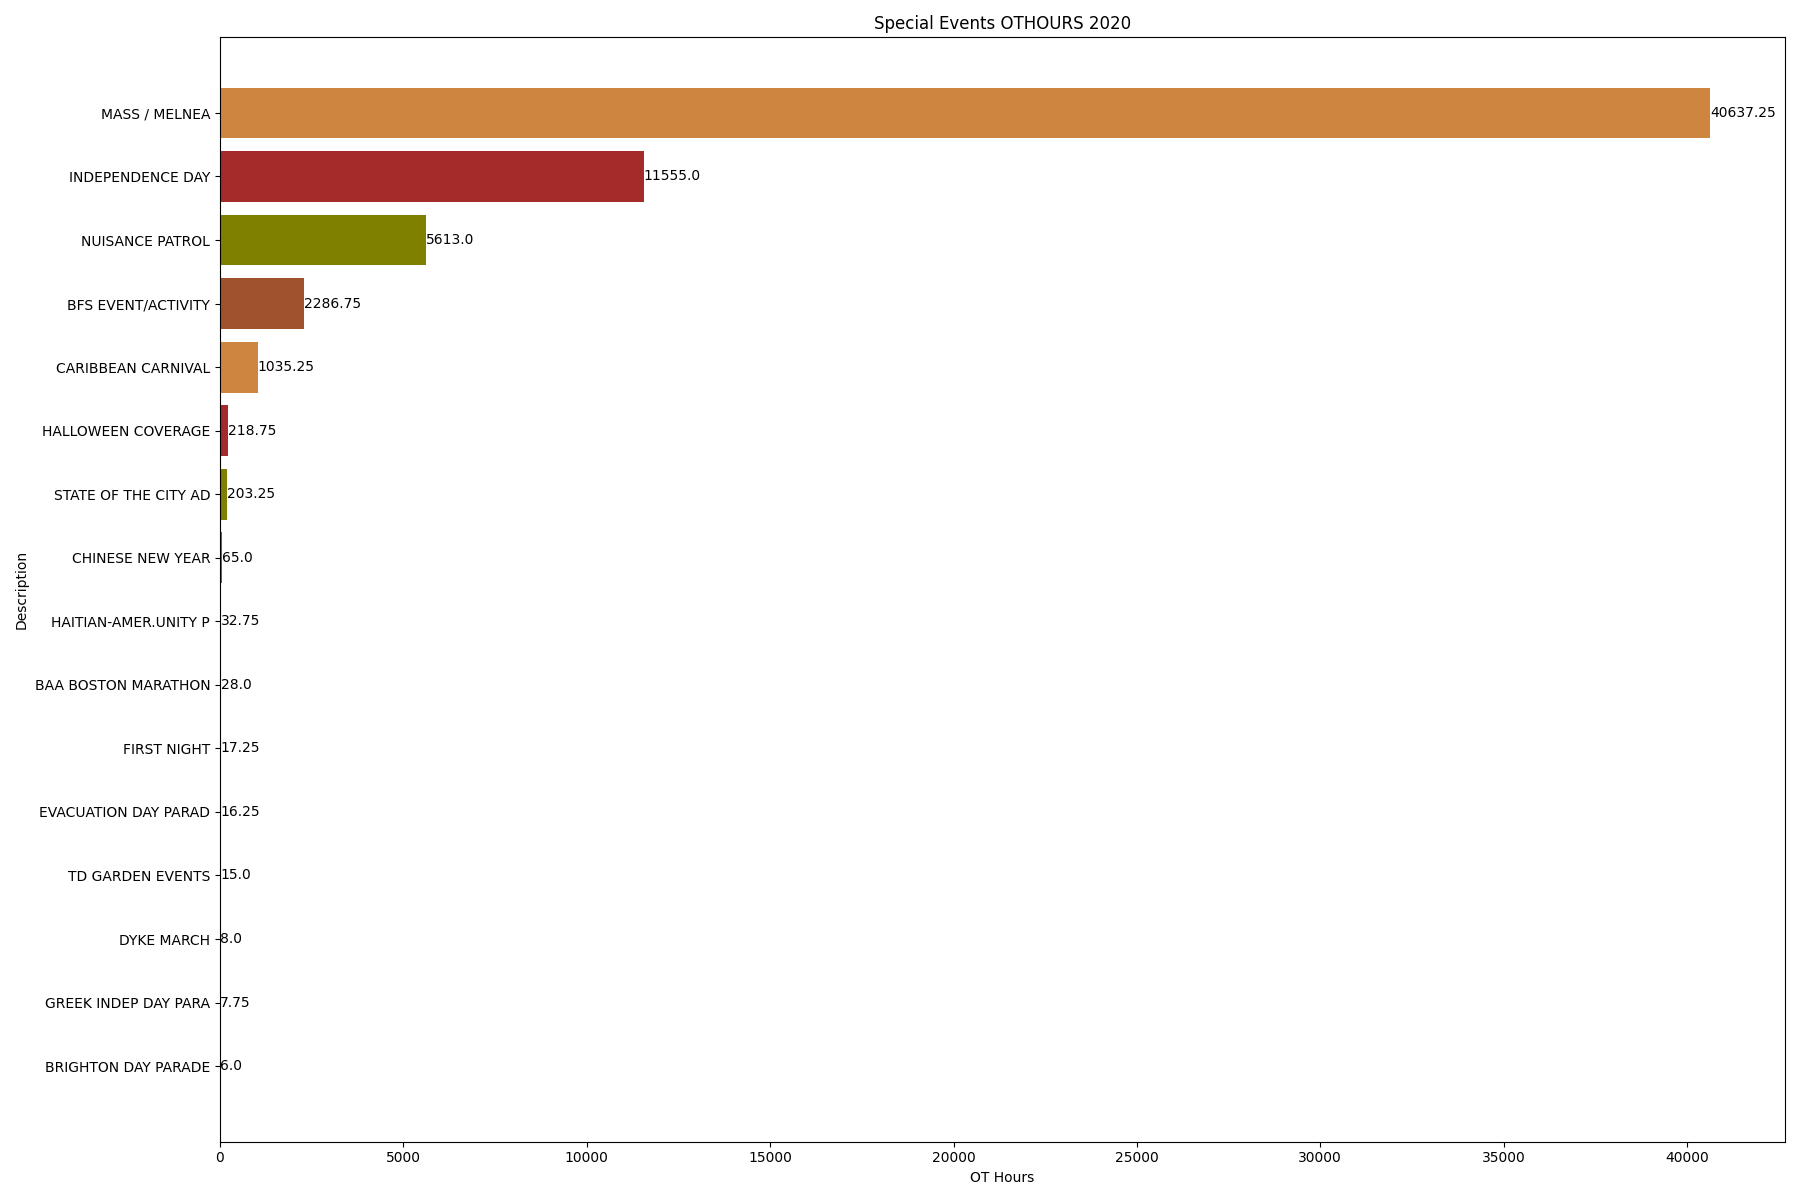 Special Events OTHOURS 2020
MASS / MELNEA 40637.25
INDEPENDENCE DAY 11555.0
NUISANCE PATROL 5613.0
BFS EVENT/ACTIVITY 2286.75
CARIBBEAN CARNIVAL 1035.25
HALLOWEEN COVERAGE 218.75
STATE OF THE CITY AD 203.25
CHINESE NEW YEAR 65.0
HAITIAN-AMER.UNITY P 32.75
BAA BOSTON MARATHON 28.0
FIRST NIGHT 17.25
EVACUATION DAY PARAD 16.25
TD GARDEN EVENTS 15.0
DYKE MARCH 8.0
GREEK INDEP DAY PARA 7.75
BRIGHTON DAY PARADE 6.0
Description
0 5000 10000 15000 20000 25000 30000 35000 40000
OT Hours